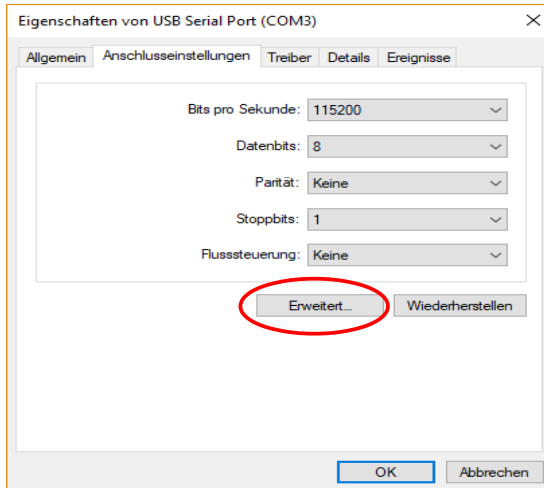 Eigenschaften von USB Serial Port (COM3)
Allgemein Anschlusseinstellungen Treiber Details Ereignisse
Bits pro Sekunde: 115200
Datenbits: 8
Parität: Keine
Stoppbits: 1
Flusssteuerung: Keine
Erweitert... Wiederherstellen
OK Abbrechen